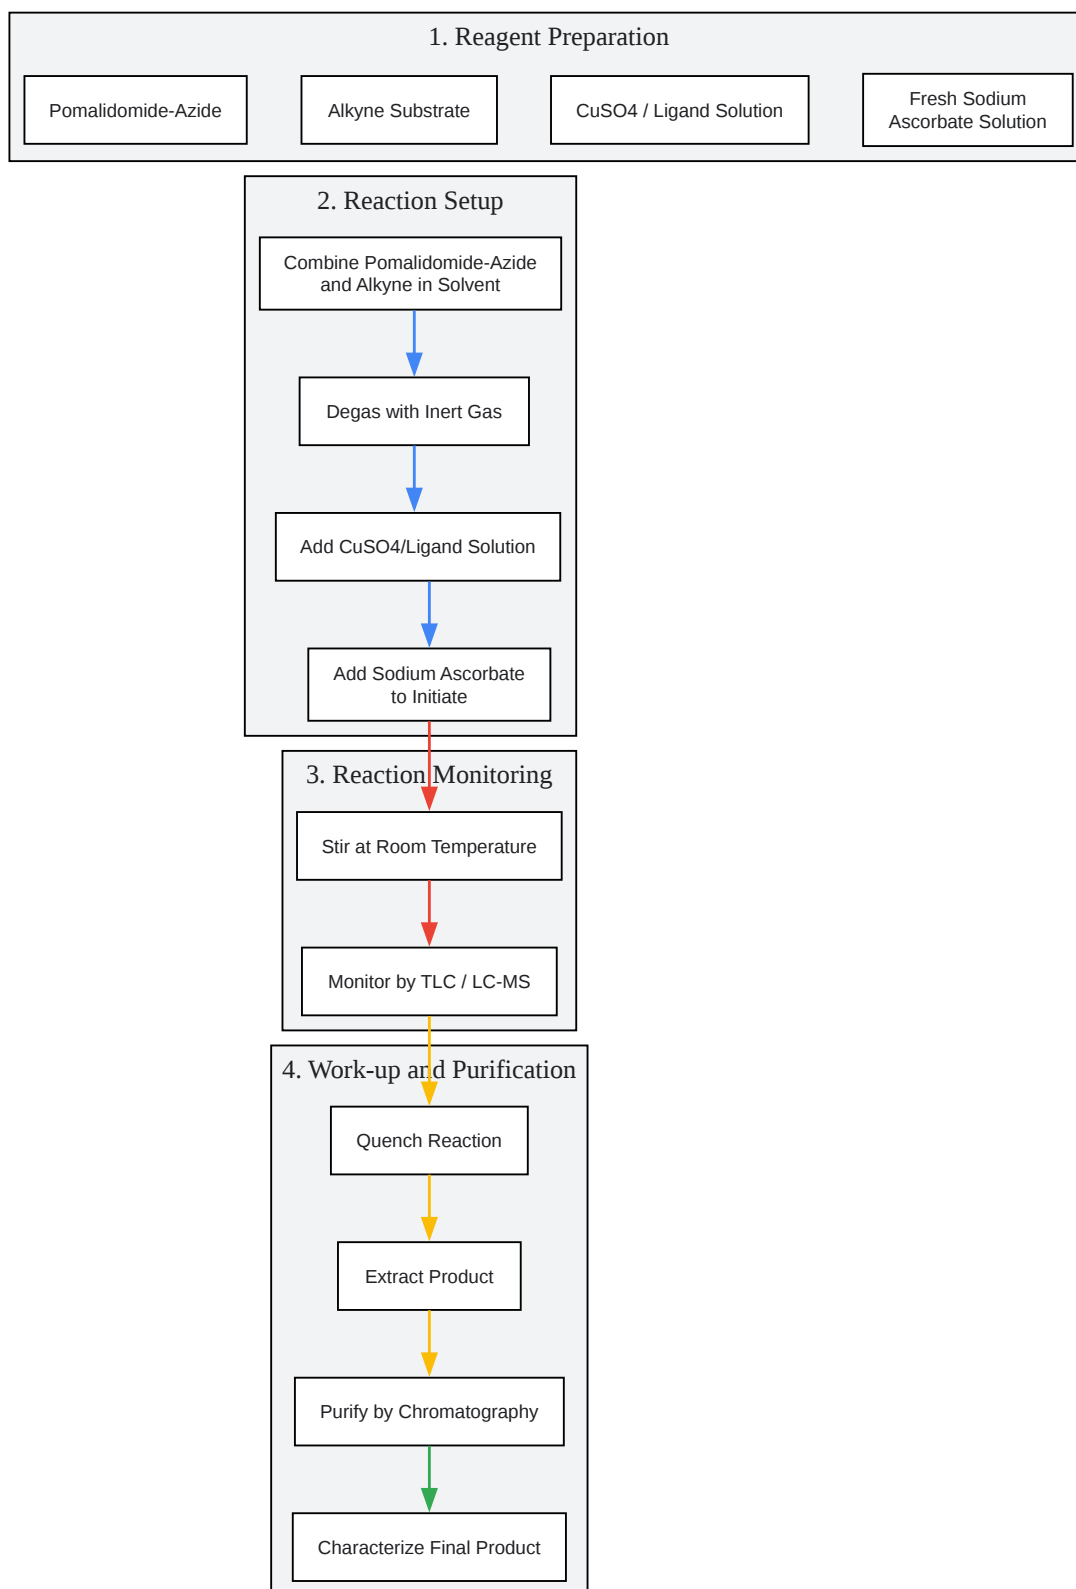 1. Reagent Preparation
Pomalidomide-Azide
Alkyne Substrate
CuSO4 / Ligand Solution
Fresh Sodium
Ascorbate Solution
2. Reaction Setup
Combine Pomalidomide-Azide
and Alkyne in Solvent
Degas with Inert Gas
Add CuSO4/Ligand Solution
Add Sodium Ascorbate
to Initiate
3. Reaction Monitoring
Stir at Room Temperature
Monitor by TLC / LC-MS
4. Work-up and Purification
Quench Reaction
Extract Product
Purify by Chromatography
Characterize Final Product